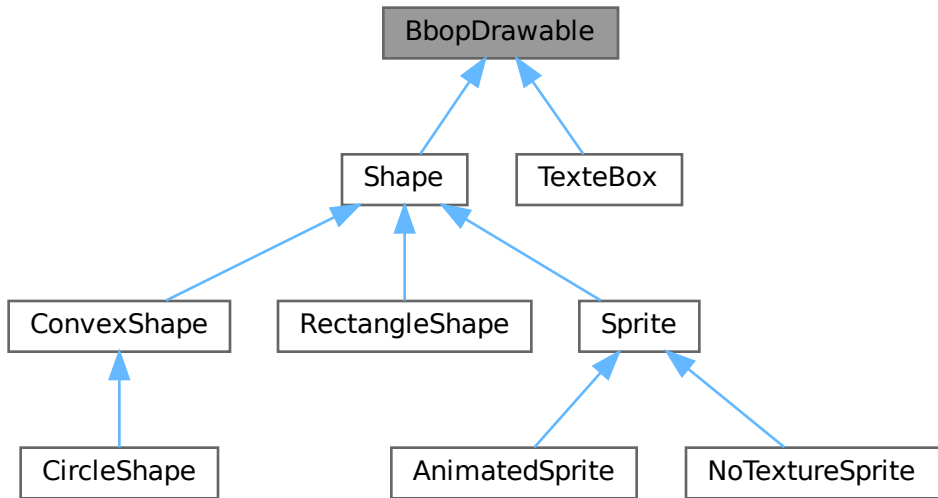 BbopDrawable
Shape
TexteBox
ConvexShape
RectangleShape
Sprite
CircleShape
AnimatedSprite
NoTextureSprite